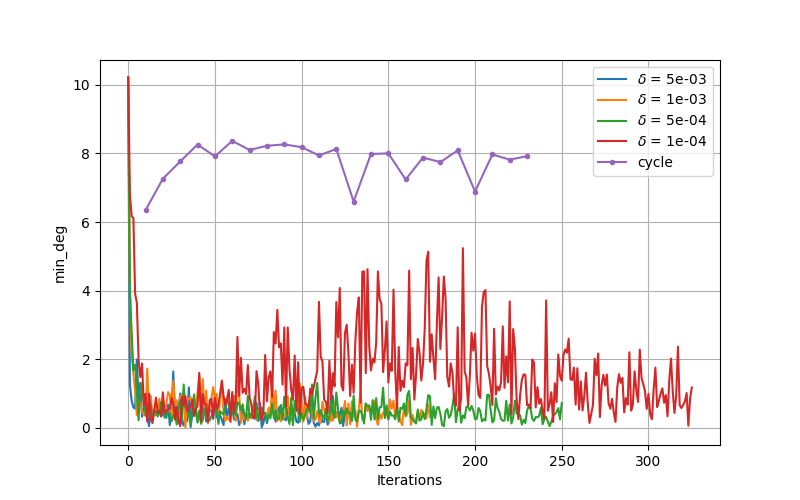 δ = 5e-03
δ = 1e-03
δ = 5e-04
δ = 1e-04
cycle
min_deg
10
8
6
4
2
0
0 50 100 150 200 250 300
Iterations